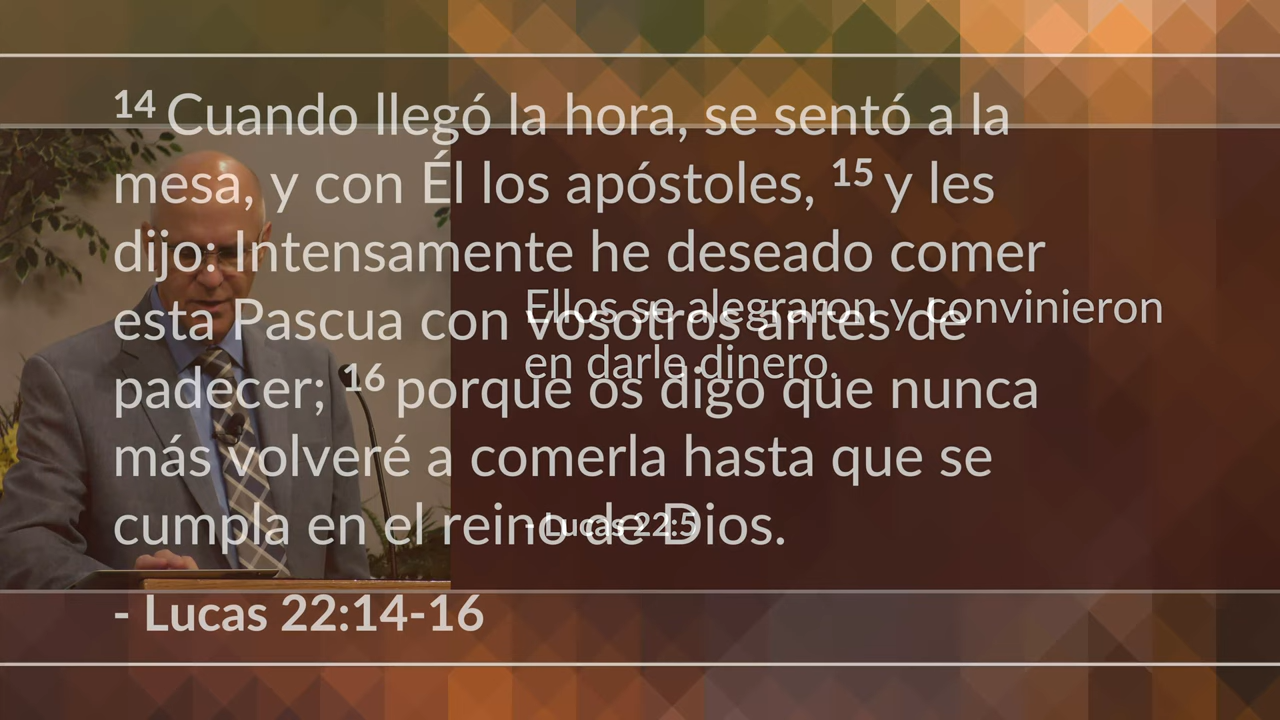 14 Cuando llegó la hora, se sentó a la
mesa, y con Él los apóstoles, 15 y les
dijo: Intensamente he deseado comer
esta Pascua con vosotros antes de
padecer; 16 porque os digo que nunca
más volveré a comerla hasta que se
cumpla en el reino de Dios.
- Lucas 22:14-16
Ellos se alegraron y convinieron
en darle dinero.
- Lucas 22:5